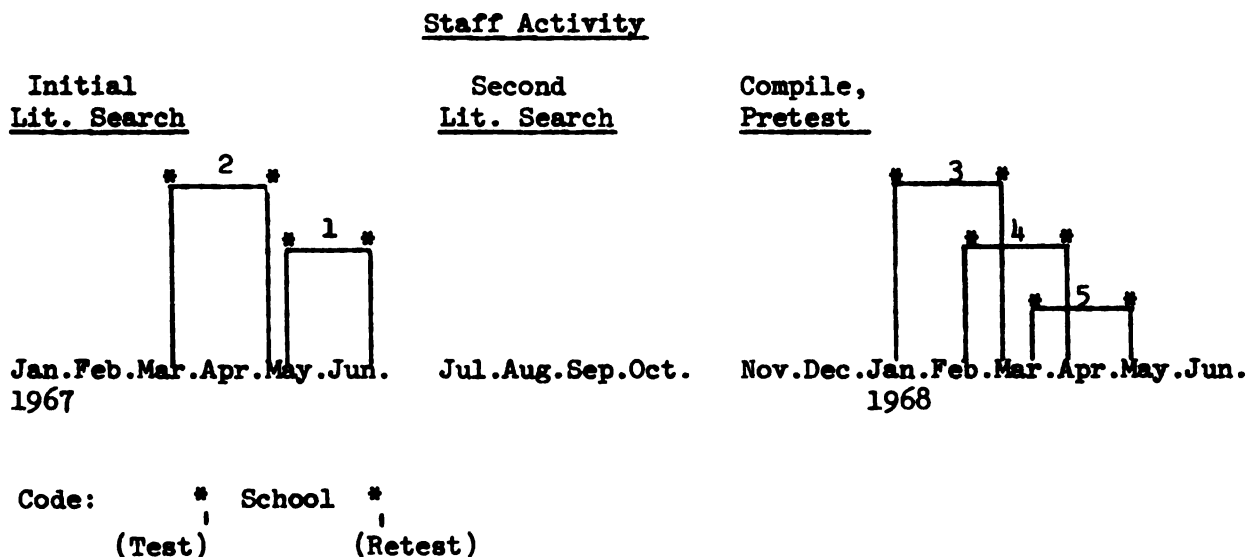 Staff Activity
Initial Second Compile,
Lit. Search Lit. Search Pretest
* 2 * * 3 *
* 1 * * 4 *
* 5 *
Jan.Feb.Mar.Apr.May.Jun. Jul.Aug.Sep.Oct. Nov.Dec.Jan.Feb.Mar.Apr.May.Jun.
1967 1968
Code: * School *
(Test) (Retest)